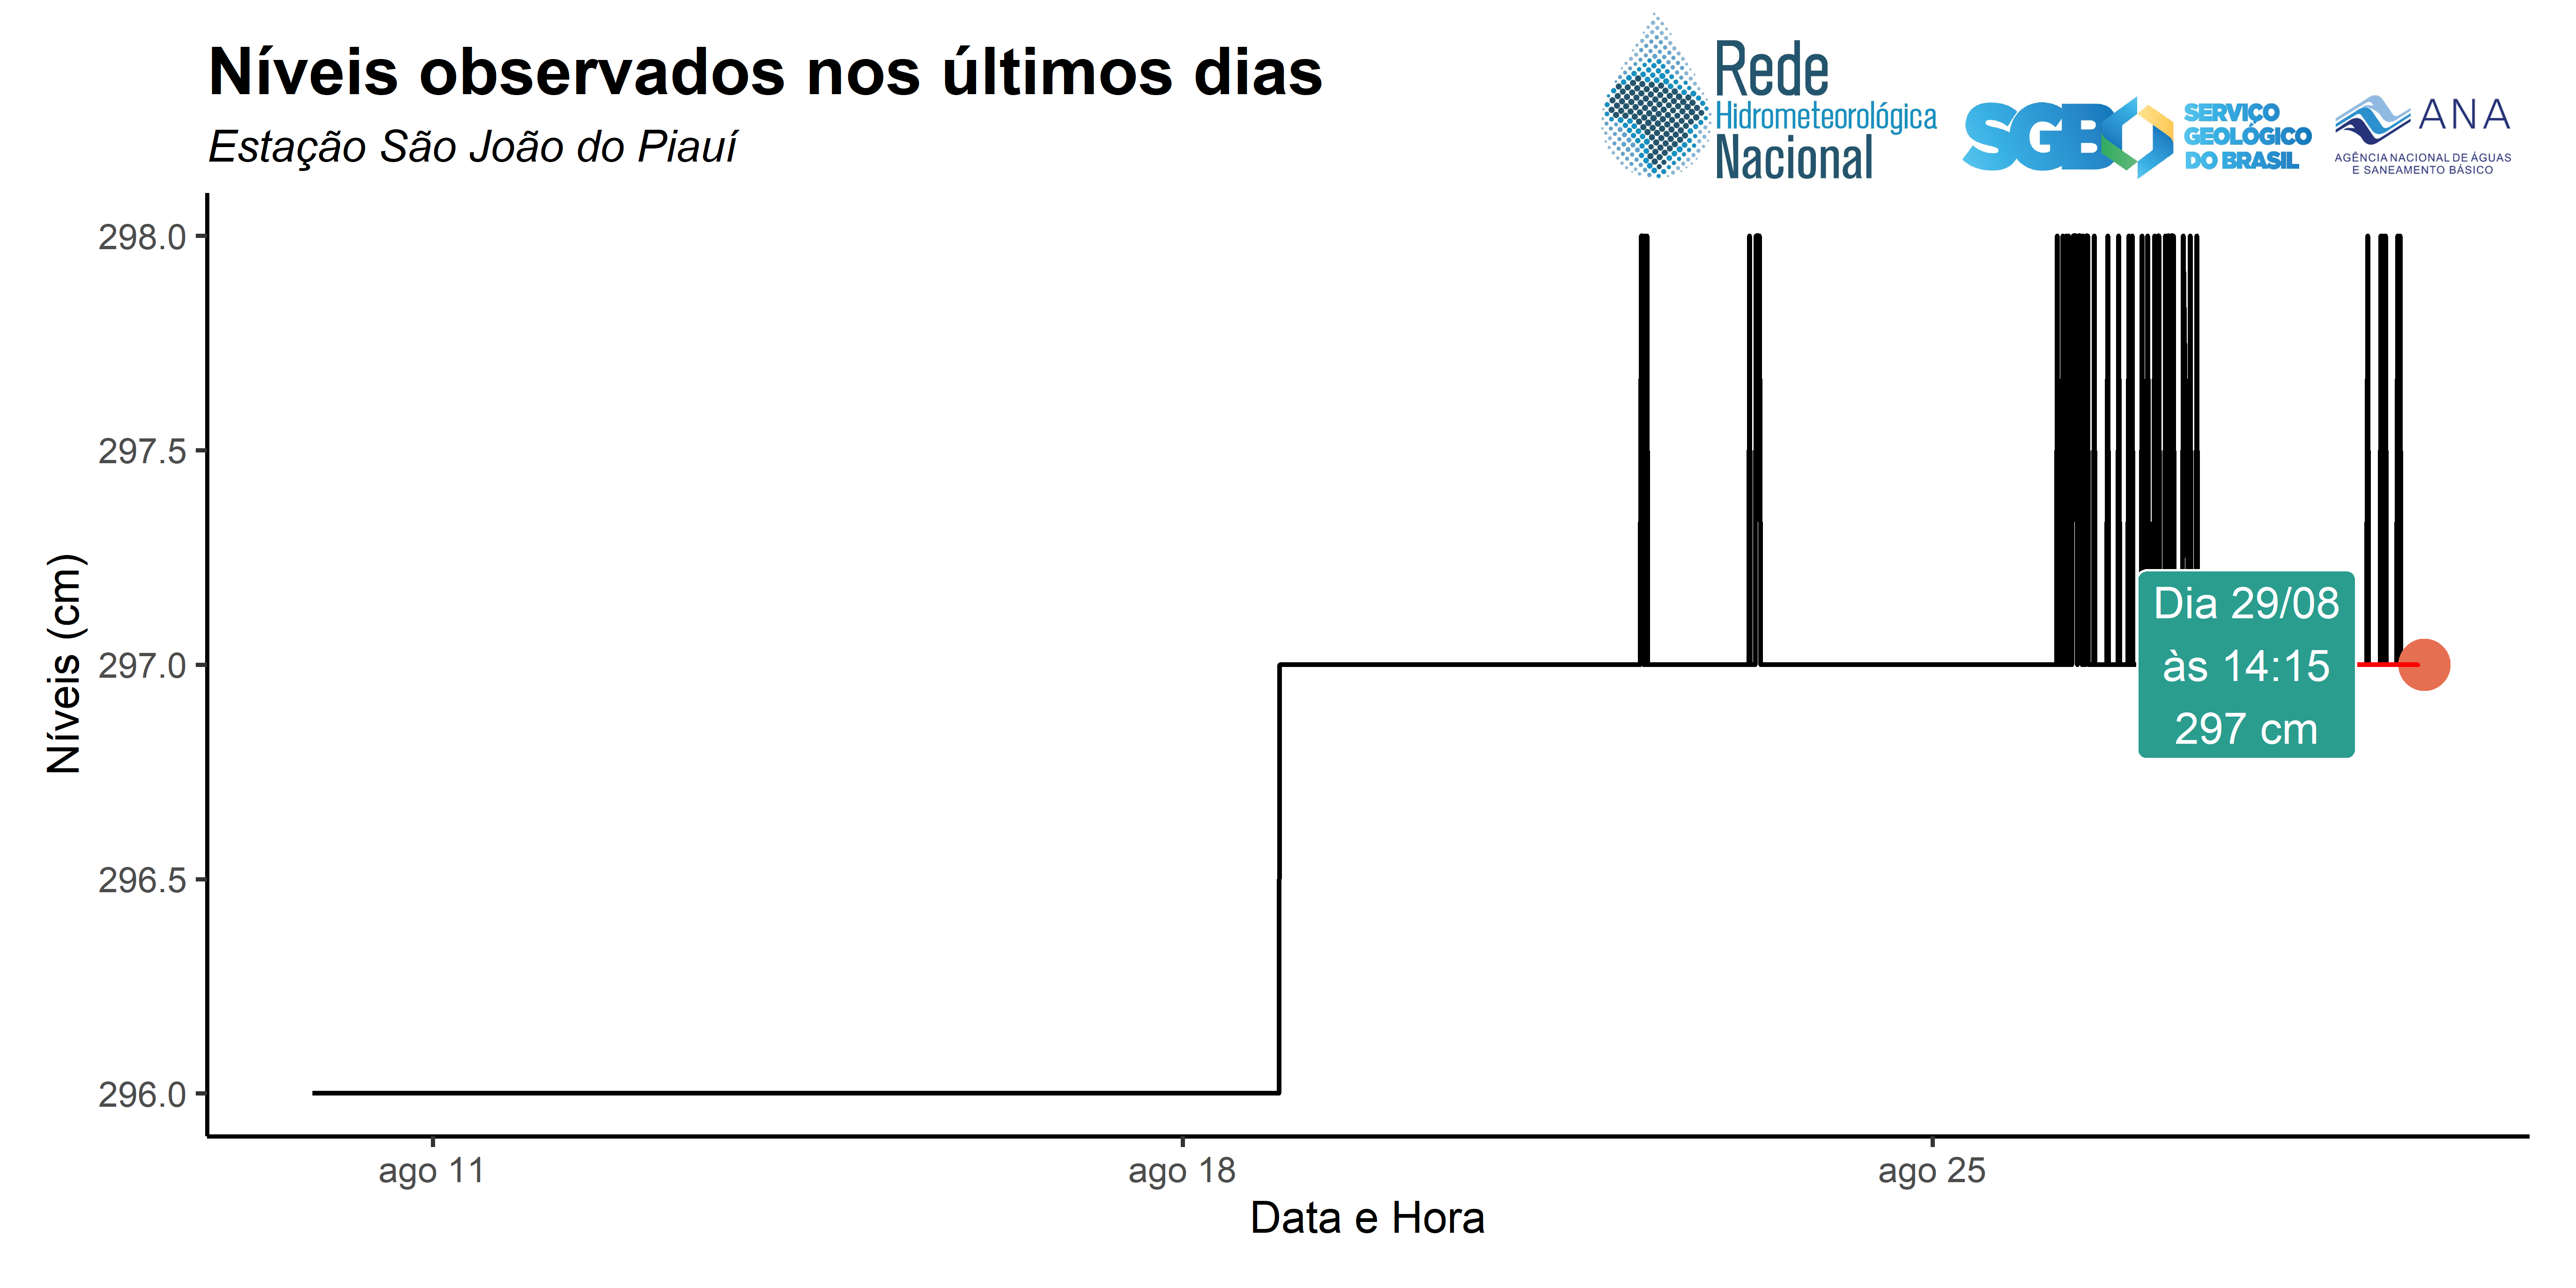 Níveis observados nos últimos dias
Estação São João do Piauí
Rede
Hidrometeorológica
Nacional
SGB
SERVIÇO
GEOLÓGICO
DO BRASIL
ANA
AGÊNCIA NACIONAL DE ÁGUAS
E SANEAMENTO BÁSICO
Níveis (cm)
298.0
297.5
297.0
296.5
296.0
Dia 29/08
às 14:15
297 cm
ago 11
ago 18
ago 25
Data e Hora